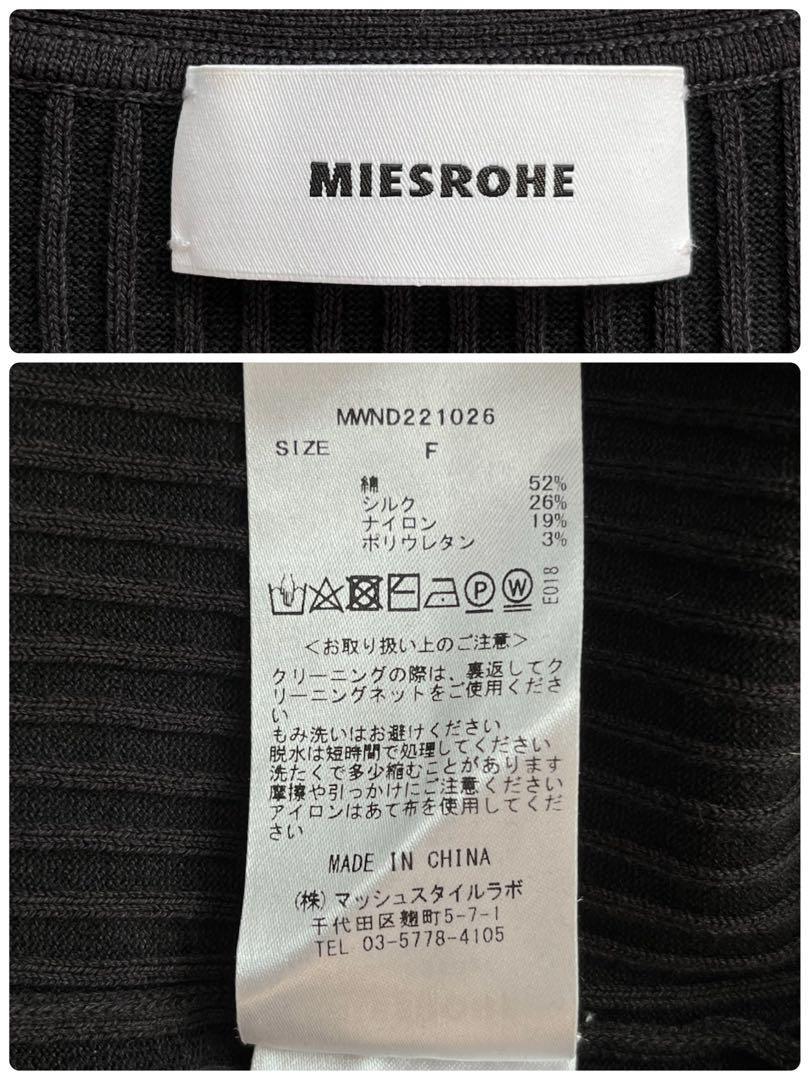 MIESROHE
MWND221026
SIZE F
綿 52%
シルク 26%
ナイロン 19%
ポリウレタン 3%
P W E018
<お取り扱い上のご注意>
クリーニングの際は、裏返してク
リーニングネットをご使用くださ
い
もみ洗いはお避けください
脱水は短時間で処理してください
洗たくで多少縮むことがあります
摩擦や引っかけにご注意ください
アイロンはあて布を使用してくだ
さい
MADE IN CHINA
(株) マッシュスタイルラボ
千代田区麹町5-7-1
TEL 03-5778-4105